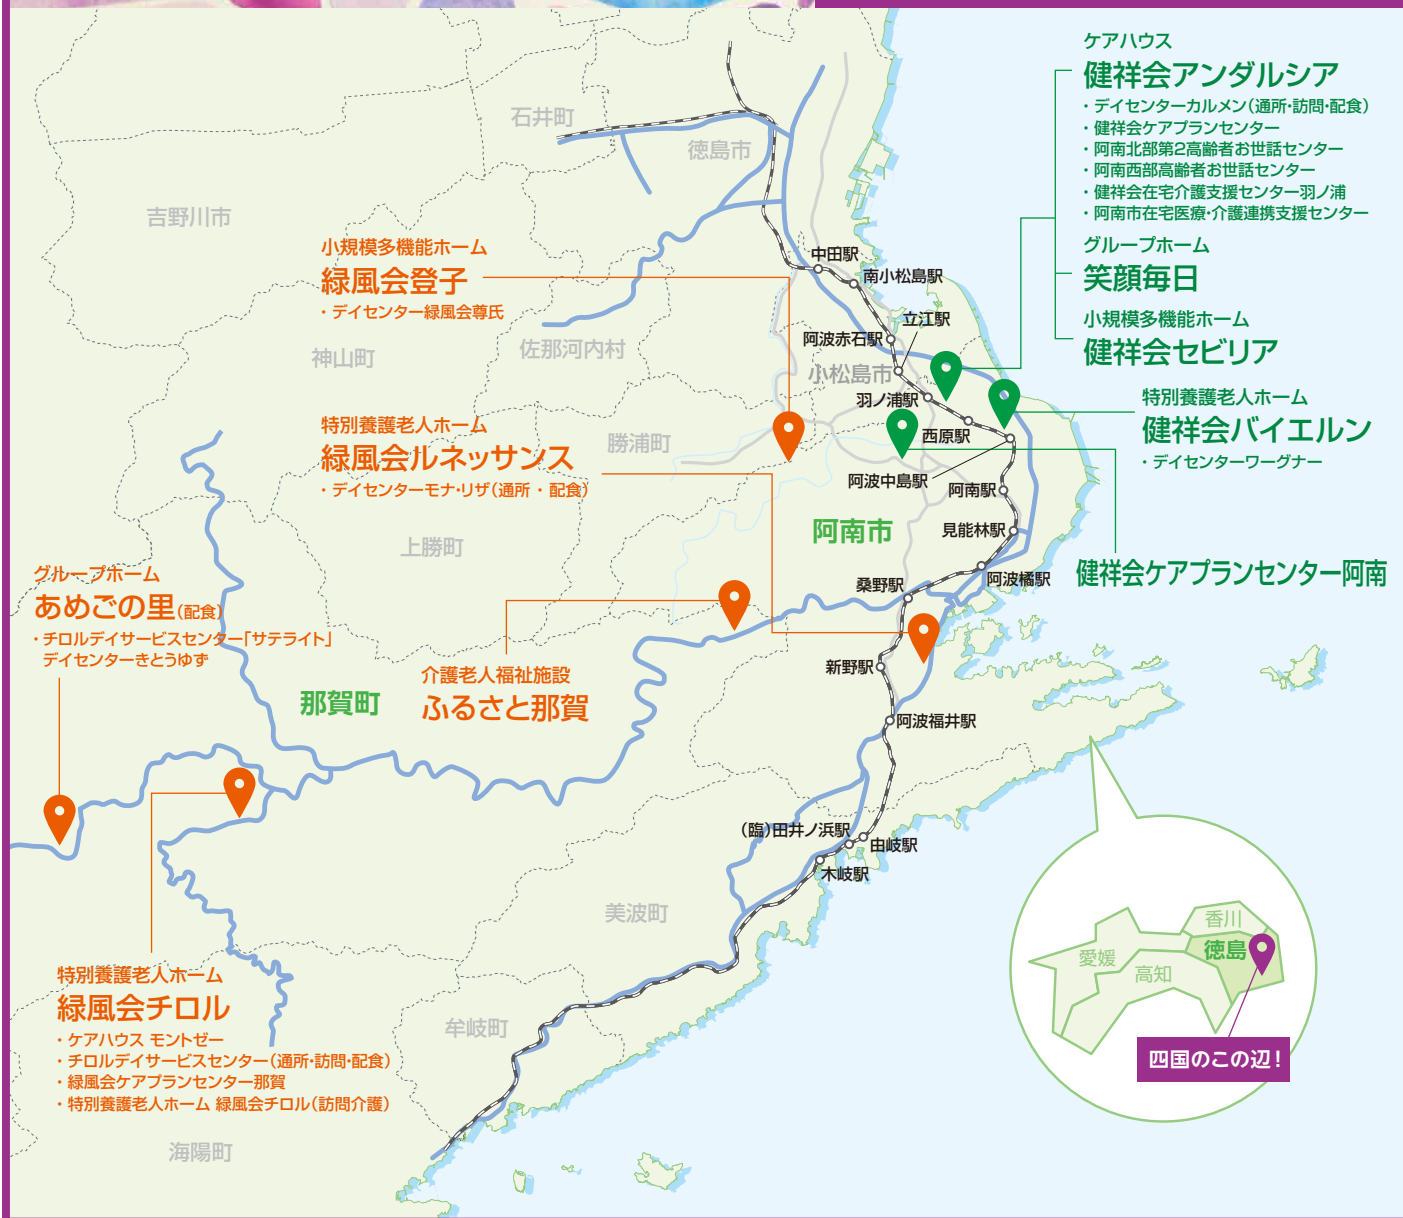 ケアハウス
健祥会アンダルシア
・デイセンターカルメン(通所・訪問・配食)
・健祥会ケアプランセンター
・阿南北部第2高齢者お世話センター
・阿南西部高齢者お世話センター
・健祥会在宅介護支援センター羽ノ浦
・阿南市在宅医療・介護連携支援センター
グループホーム
笑顔毎日
小規模多機能ホーム
健祥会セビリア
特別養護老人ホーム
健祥会バイエルン
・デイセンターワーグナー
健祥会ケアプランセンター阿南
石井町
徳島市
吉野川市
小規模多機能ホーム
緑風会登子
・デイセンター緑風会尊氏
中田駅
南小松島駅
立江駅
阿波赤石駅
佐那河内村
神山町
小松島市
羽ノ浦駅
特別養護老人ホーム
緑風会ルネッサンス
・デイセンターモナ・リザ(通所・配食)
勝浦町
西原駅
阿波中島駅
阿南駅
阿南市
見能林駅
上勝町
グループホーム
あめごの里(配食)
・チロルデイサービスセンター「サテライト」
デイセンターきとうゆず
桑野駅
阿波橘駅
介護老人福祉施設
ふるさと那賀
那賀町
新野駅
阿波福井駅
(臨)田井ノ浜駅
由岐駅
木岐駅
美波町
牟岐町
特別養護老人ホーム
緑風会チロル
・ケアハウス モントゼー
・チロルデイサービスセンター(通所・訪問・配食)
・緑風会ケアプランセンター那賀
・特別養護老人ホーム 緑風会チロル(訪問介護)
海陽町
香川
徳島
愛媛
高知
四国のこの辺!